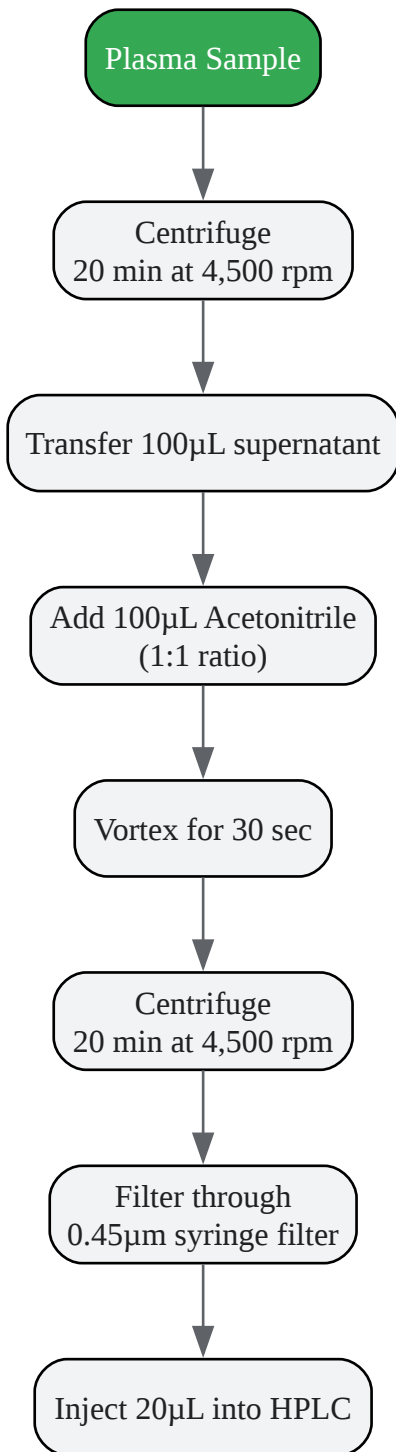 Plasma Sample
Centrifuge
20 min at 4,500 rpm
Transfer 100µL supernatant
Add 100µL Acetonitrile
(1:1 ratio)
Vortex for 30 sec
Centrifuge
20 min at 4,500 rpm
Filter through
0.45µm syringe filter
Inject 20µL into HPLC